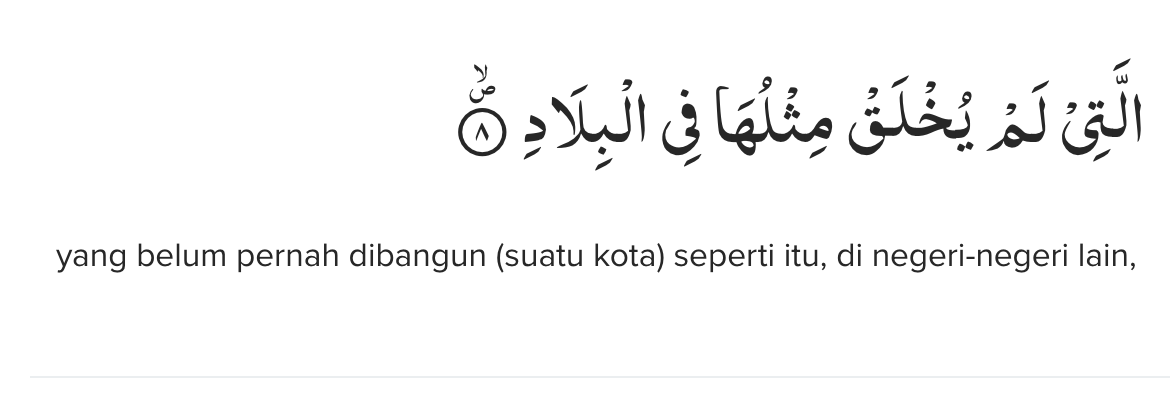 الَّتِيْ لَمْ يُخْلَقْ مِثْلُهَا فِى الْبِلَادِۖ ۙ ٨
yang belum pernah dibangun (suatu kota) seperti itu, di negeri-negeri lain,